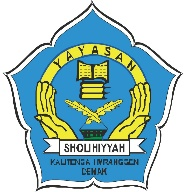 YAYASAN
SHOLIHIYYAH
KALITENGAH MRANGGEN
DEMAK